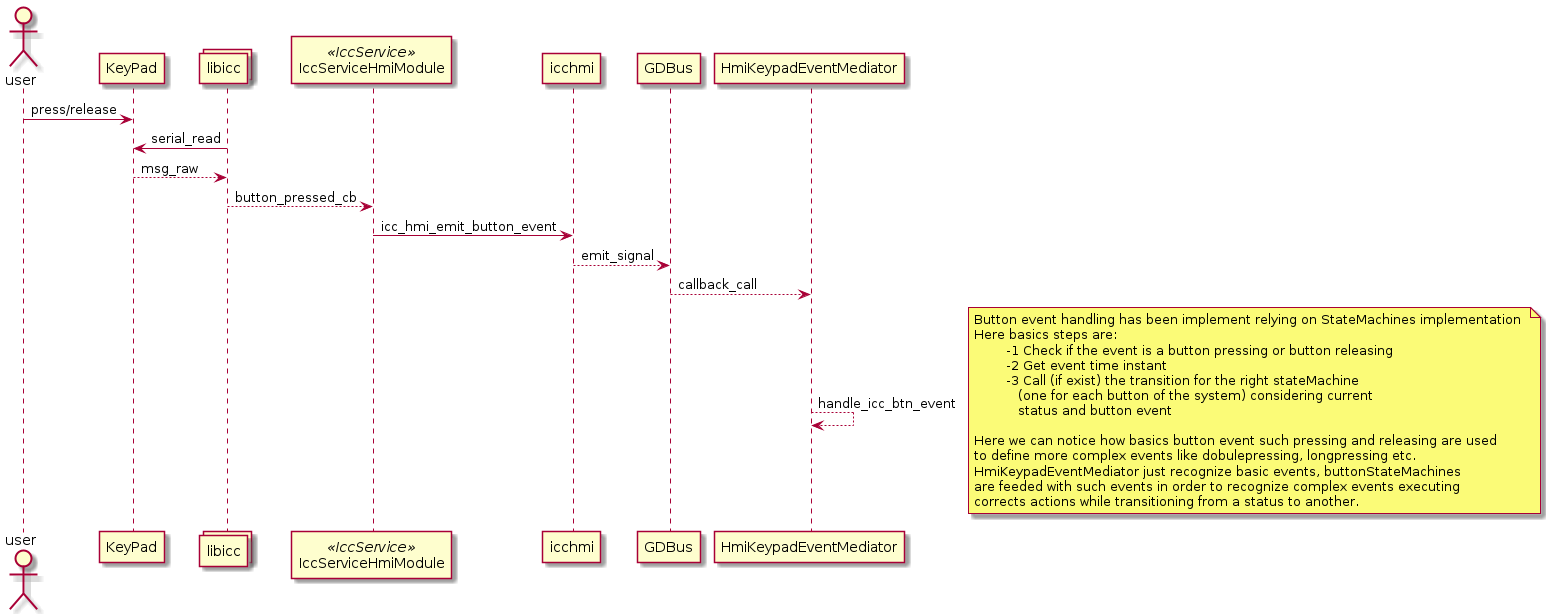 user
KeyPad
libicc
«IccService»
IccServiceHmiModule
icchmi
GDBus
HmiKeypadEventMediator
press/release
serial_read
msg_raw
button_pressed_cb
icc_hmi_emit_button_event
emit_signal
callback_call
Button event handling has been implement relying on StateMachines implementation
Here basics steps are:
-1 Check if the event is a button pressing or button releasing
-2 Get event time instant
-3 Call (if exist) the transition for the right stateMachine
(one for each button of the system) considering current
status and button event
handle_icc_btn_event
Here we can notice how basics button event such pressing and releasing are used
to define more complex events like dobulepressing, longpressing etc.
HmiKeypadEventMediator just recognize basic events, buttonStateMachines
are feeded with such events in order to recognize complex events executing
corrects actions while transitioning from a status to another.
user
KeyPad
libicc
«IccService»
IccServiceHmiModule
icchmi
GDBus
HmiKeypadEventMediator